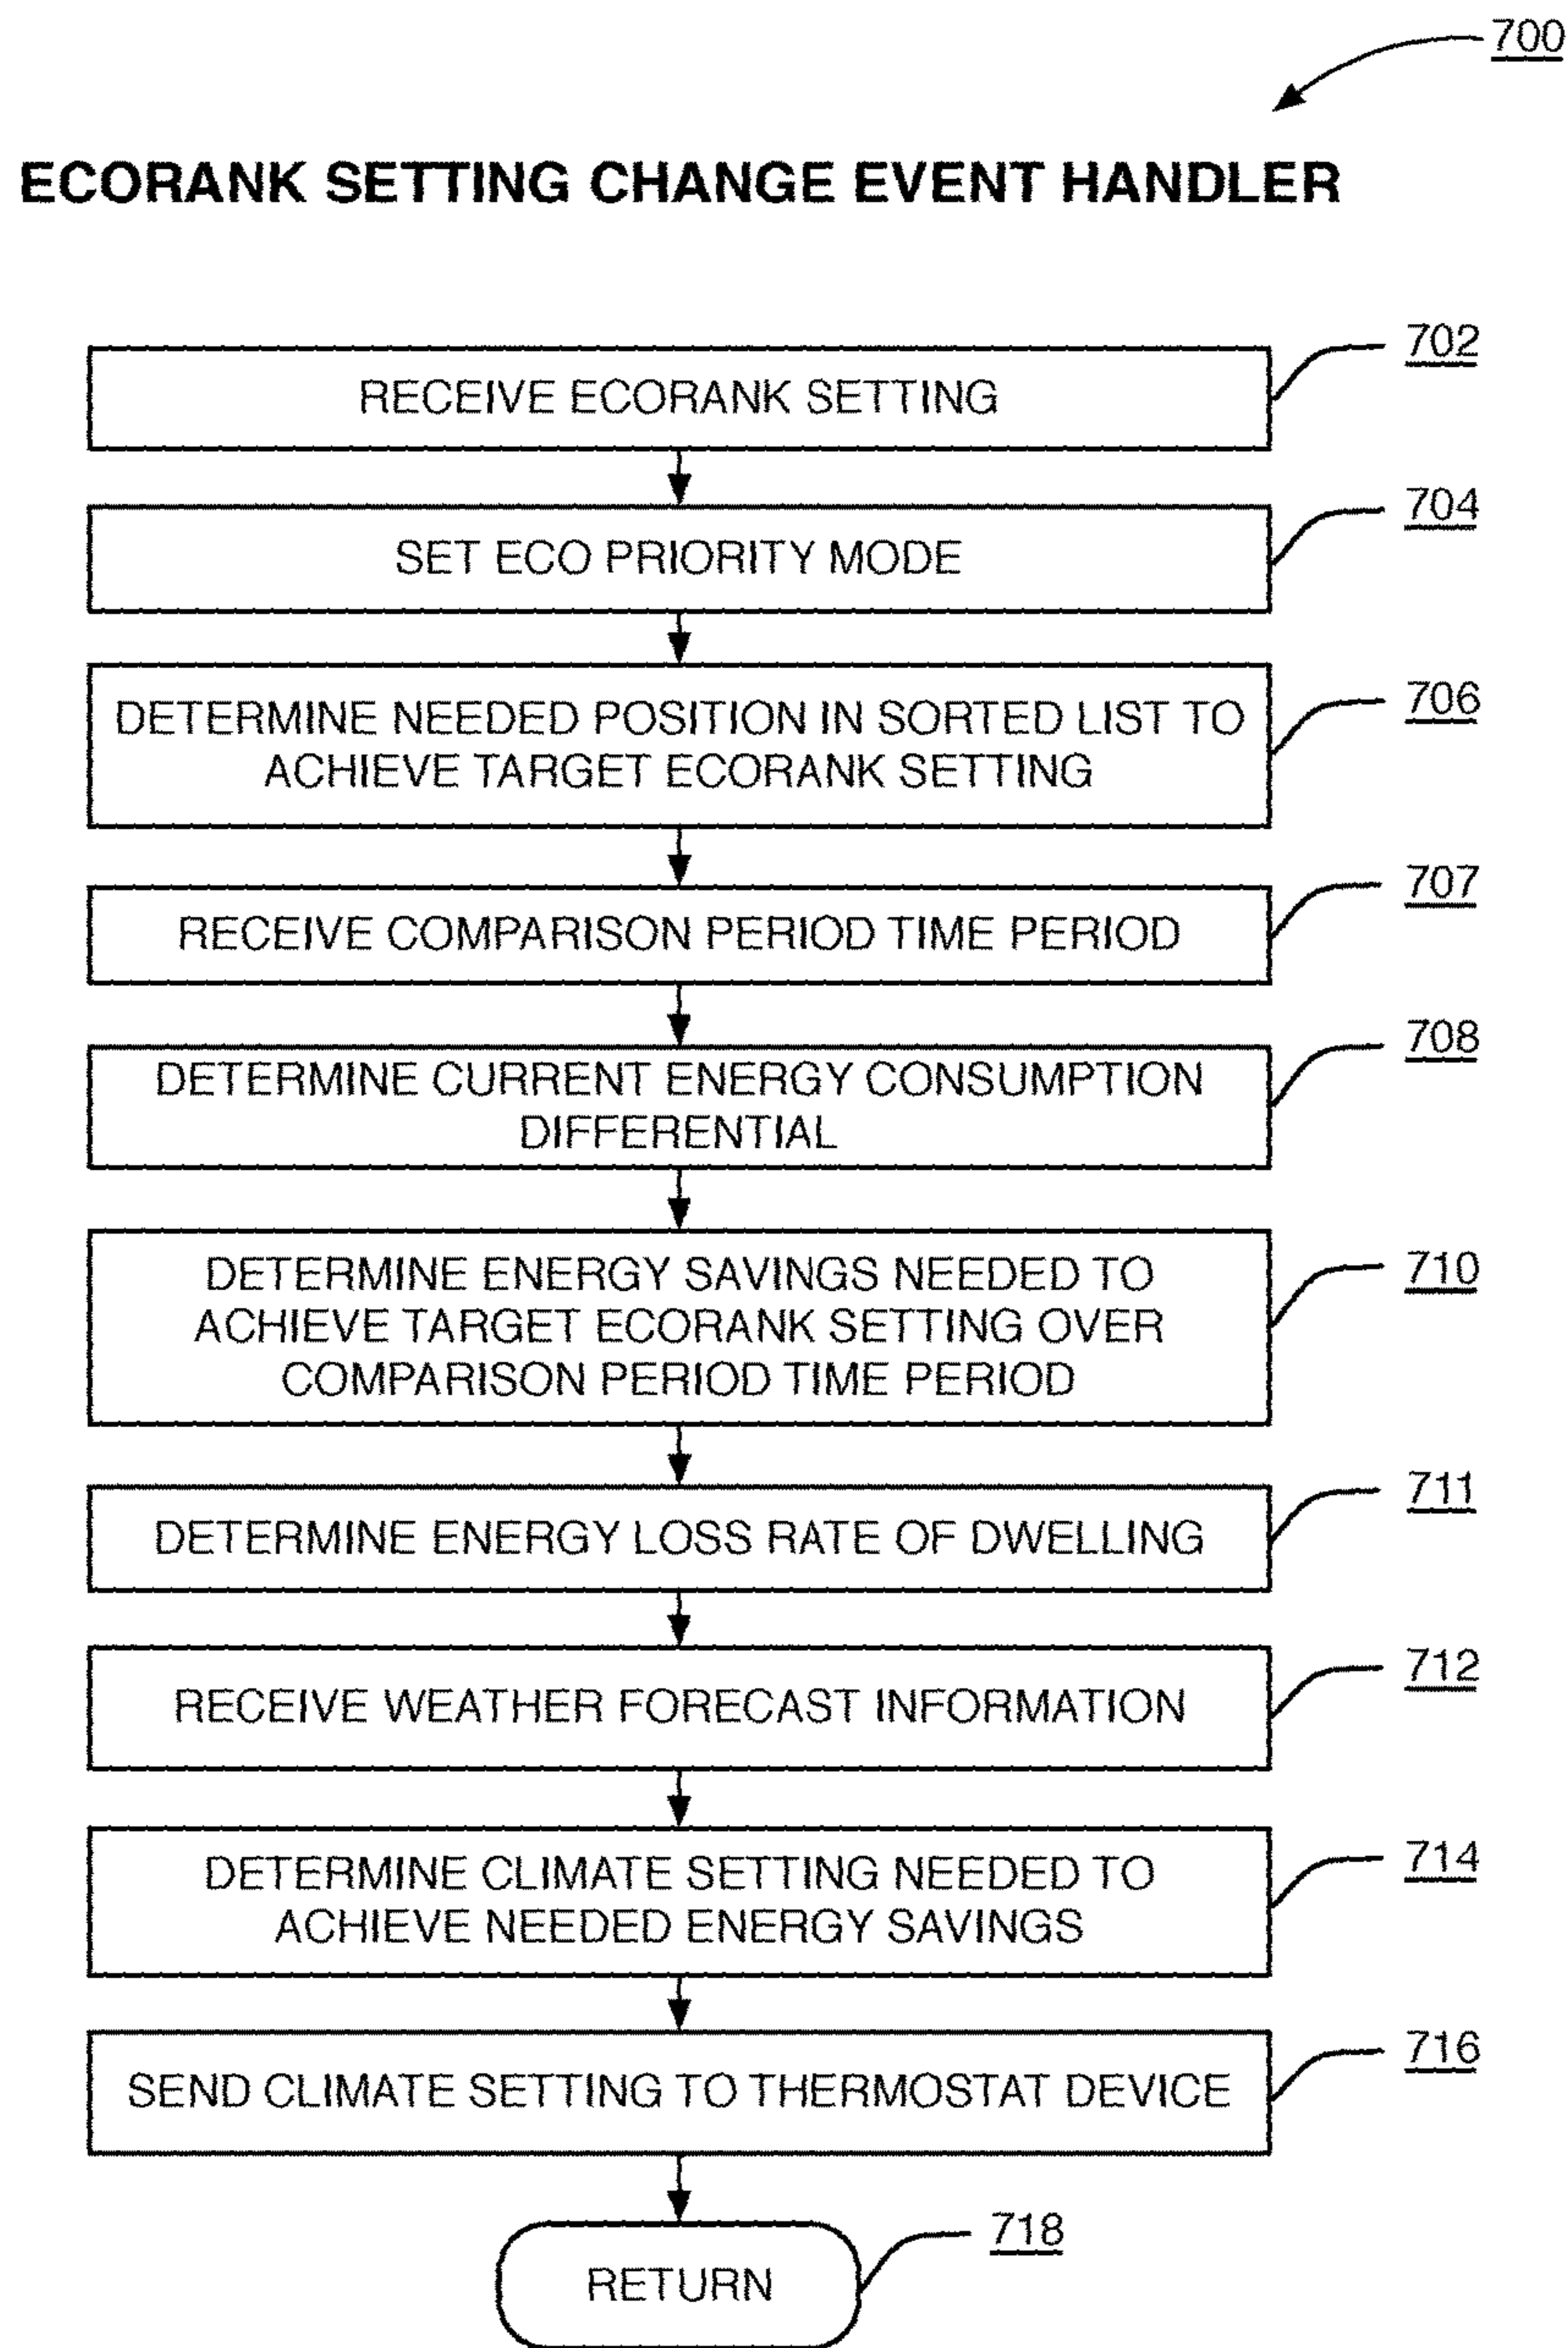 700
ECORANK SETTING CHANGE EVENT HANDLER
702
RECEIVE ECORANK SETTING
704
SET ECO PRIORITY MODE
706
DETERMINE NEEDED POSITION IN SORTED LIST TO
ACHIEVE TARGET ECORANK SETTING
707
RECEIVE COMPARISON PERIOD TIME PERIOD
708
DETERMINE CURRENT ENERGY CONSUMPTION
DIFFERENTIAL
710
DETERMINE ENERGY SAVINGS NEEDED TO
ACHIEVE TARGET ECORANK SETTING OVER
COMPARISON PERIOD TIME PERIOD
711
DETERMINE ENERGY LOSS RATE OF DWELLING
712
RECEIVE WEATHER FORECAST INFORMATION
714
DETERMINE CLIMATE SETTING NEEDED TO
ACHIEVE NEEDED ENERGY SAVINGS
716
SEND CLIMATE SETTING TO THERMOSTAT DEVICE
718
RETURN